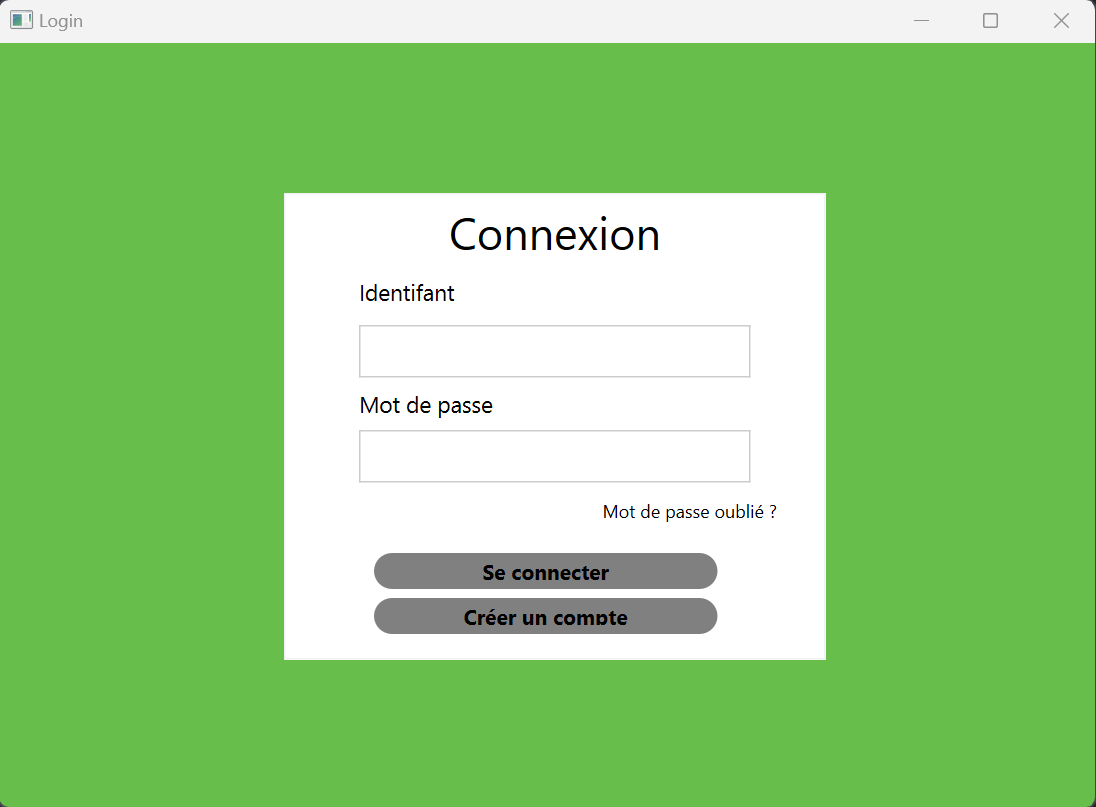 Login
Connexion
Identifant
Mot de passe
Mot de passe oublié ?
Se connecter
Créer un compte